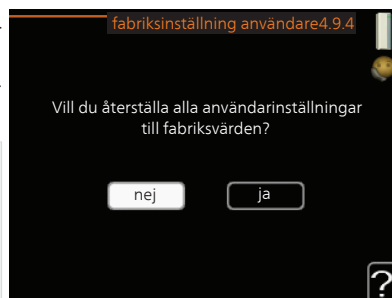 fabriksinställning användare4.9.4
Vill du återställa alla användarinställningar
till fabriksvärden?
nej
ja
?